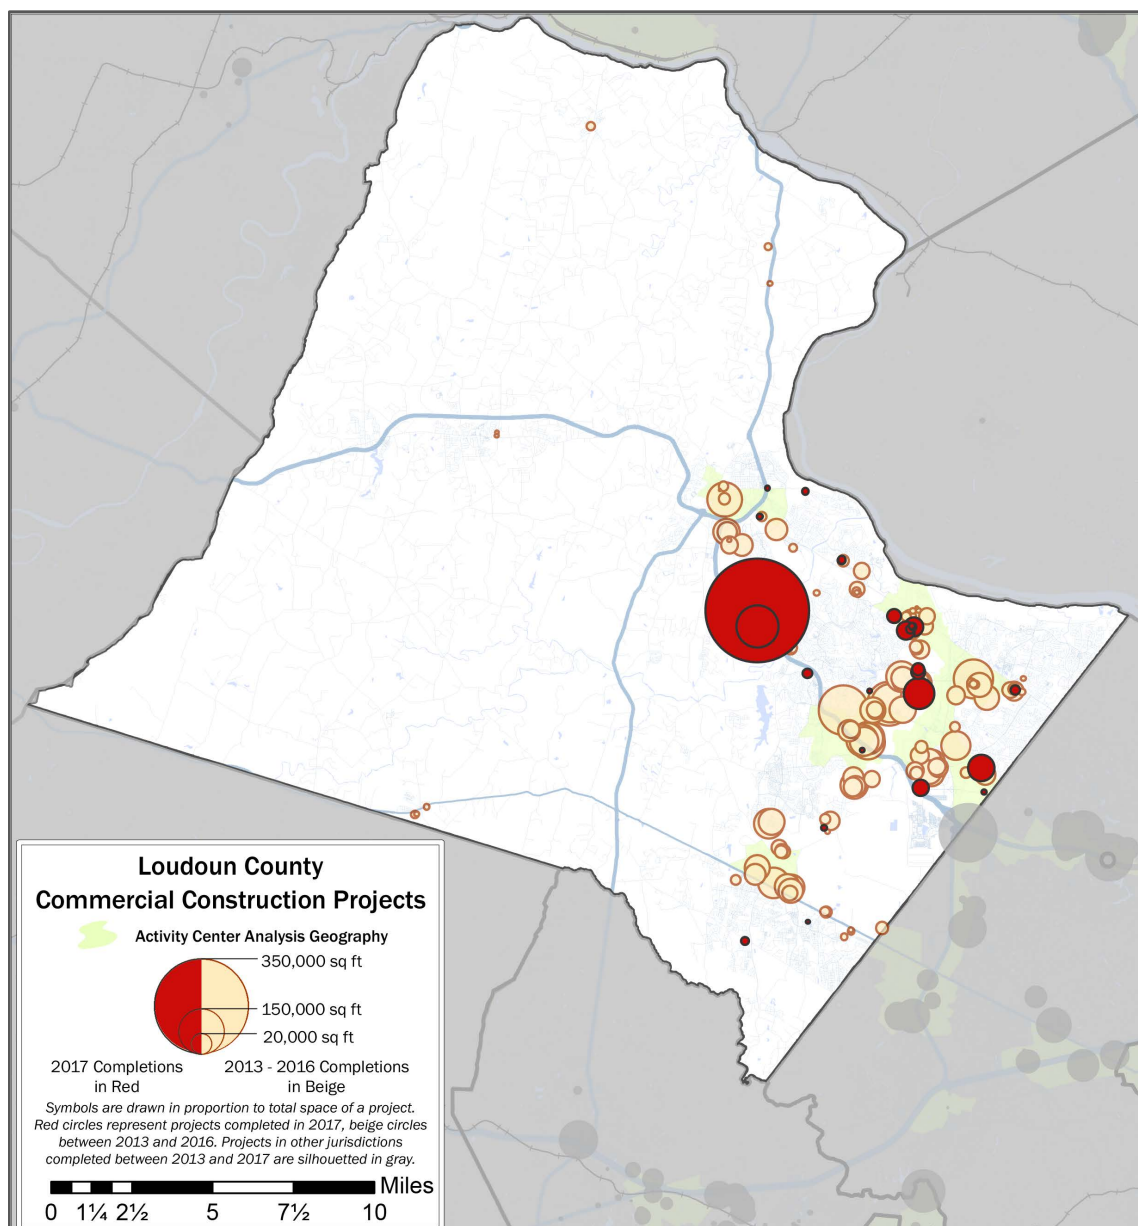 Loudoun County
Commercial Construction Projects
Activity Center Analysis Geography
350,000 sq ft
150,000 sq ft
20,000 sq ft
2017 Completions
in Red
2013 - 2016 Completions
in Beige
Symbols are drawn in proportion to total space of a project.
Red circles represent projects completed in 2017, beige circles
between 2013 and 2016. Projects in other jurisdictions
completed between 2013 and 2017 are silhouetted in gray.
Miles
0 1¼ 2½ 5 7½ 10